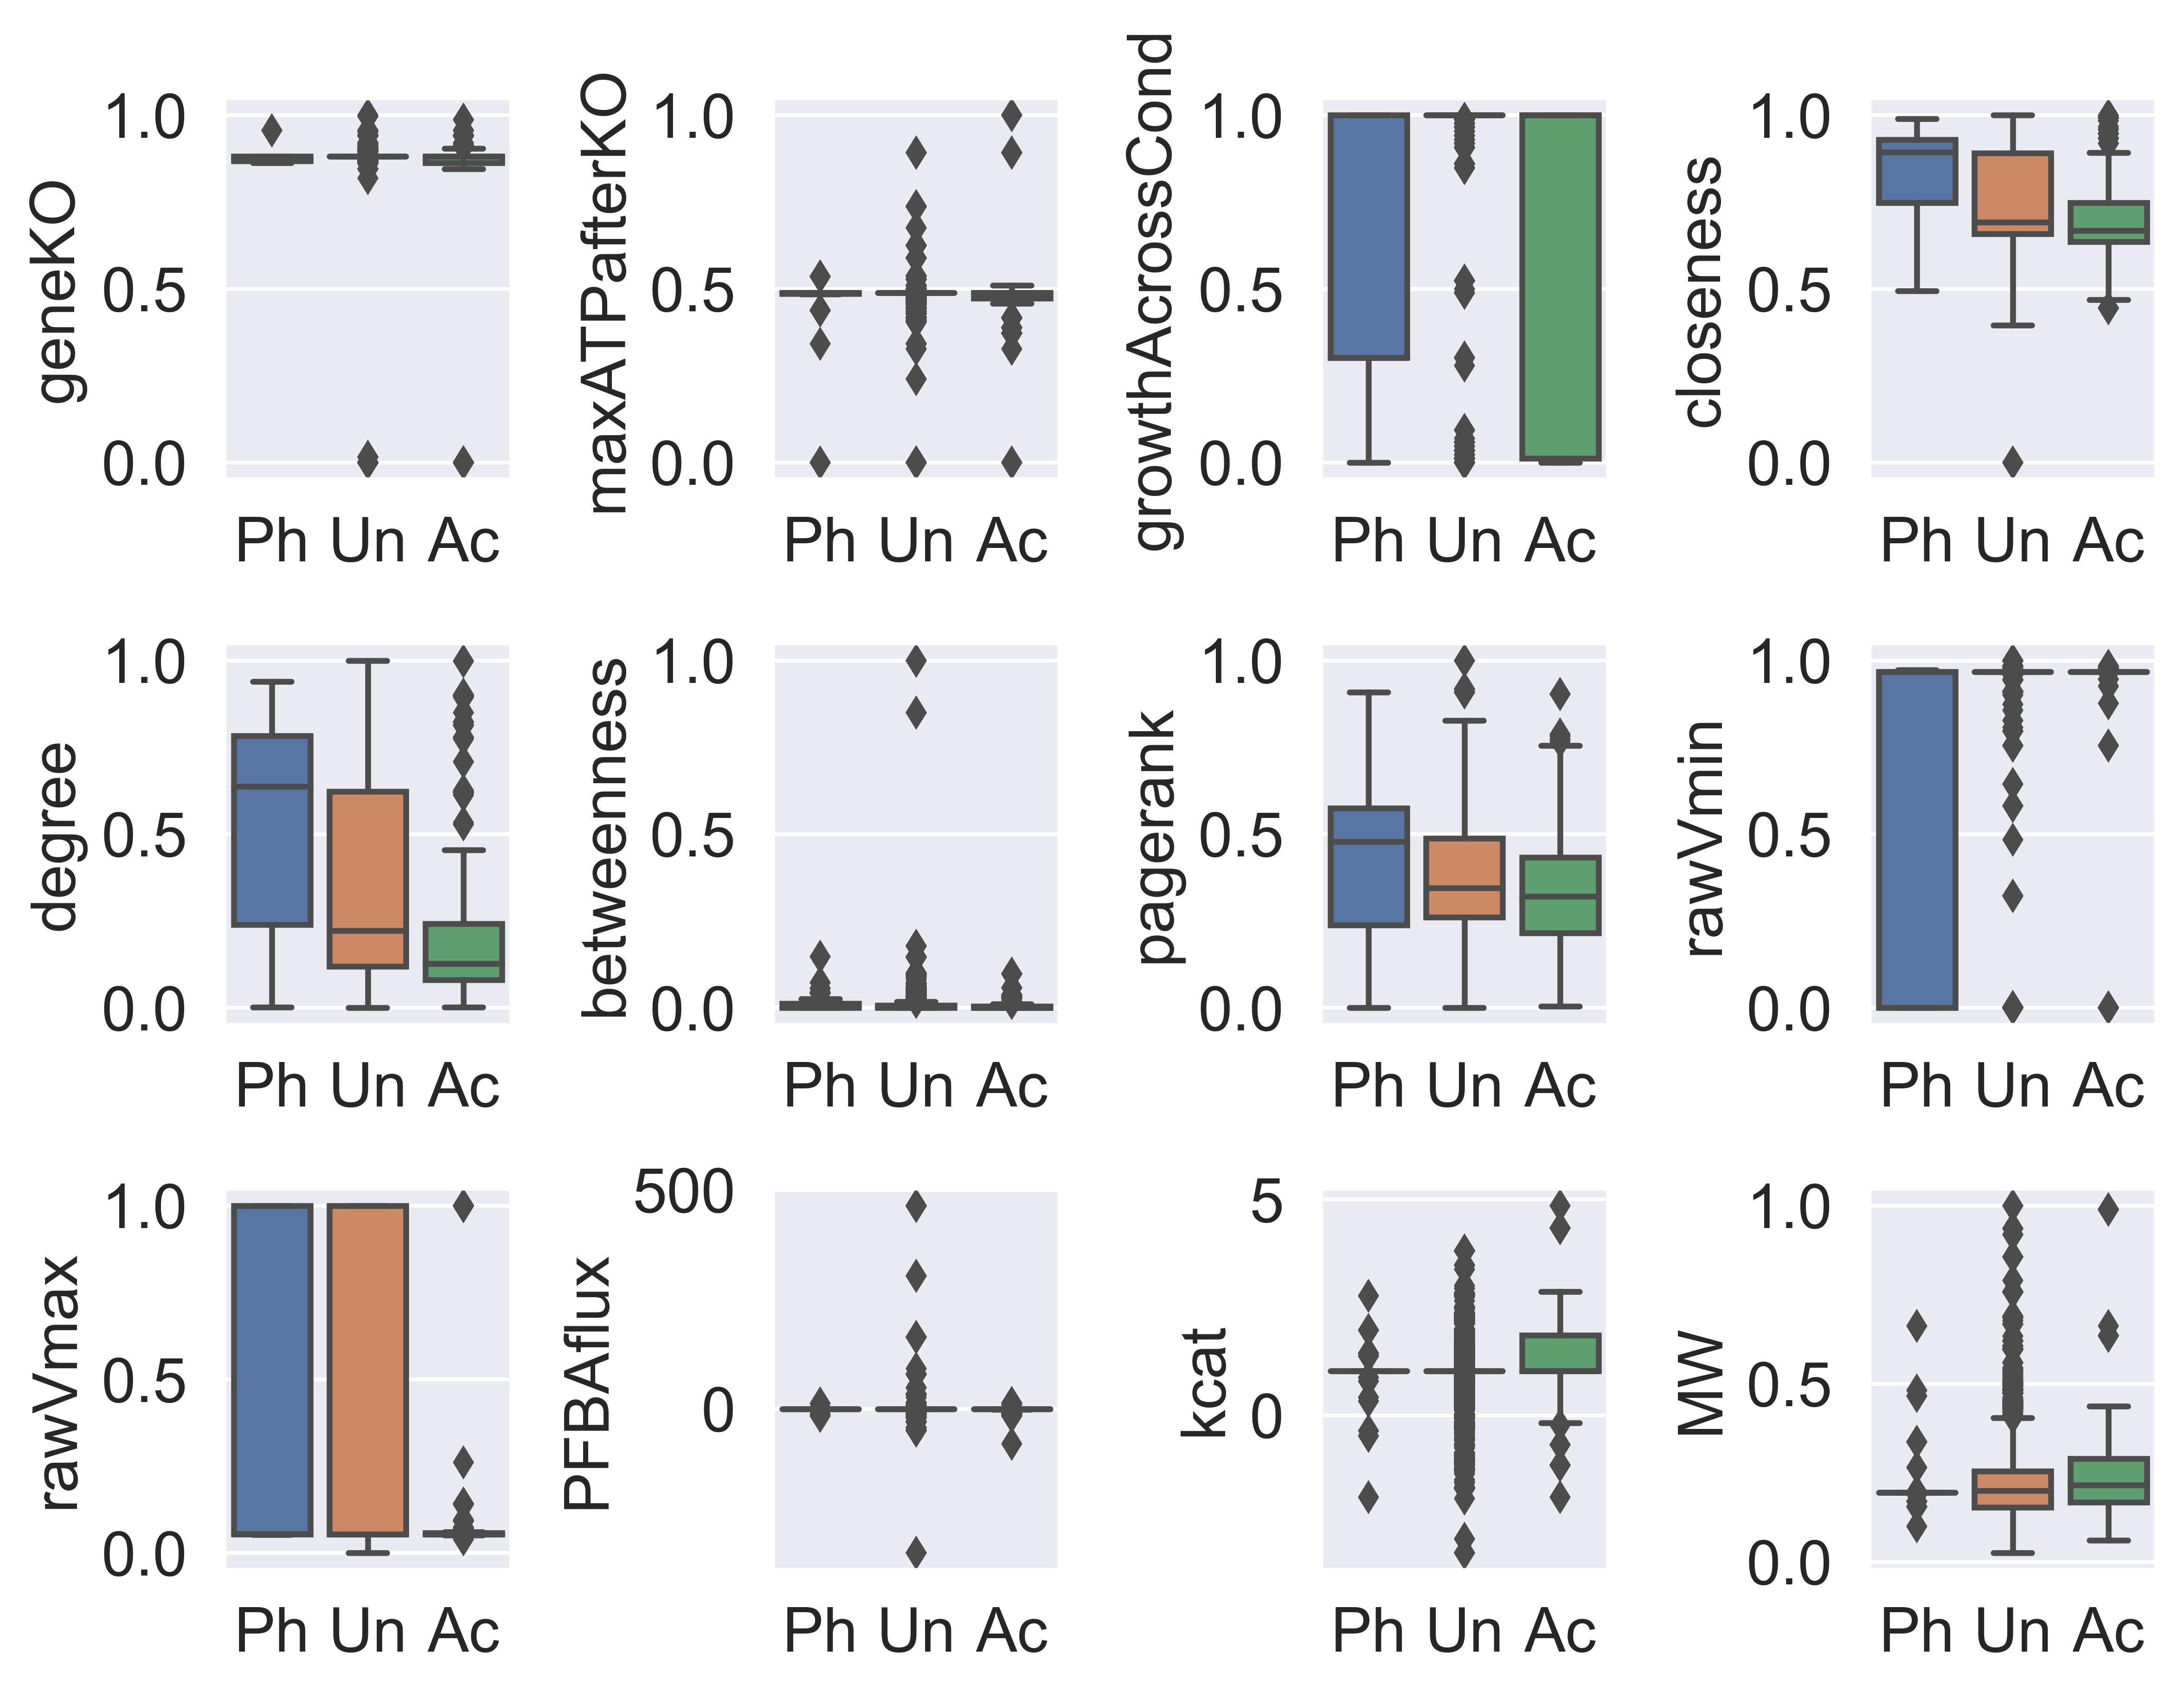 geneKO
1.0
0.5
0.0
Ph Un Ac
maxATPafterKO
1.0
0.5
0.0
Ph Un Ac
growthAcrossCond
1.0
0.5
0.0
Ph Un Ac
closeness
1.0
0.5
0.0
Ph Un Ac
degree
1.0
0.5
0.0
Ph Un Ac
betweenness
1.0
0.5
0.0
Ph Un Ac
pagerank
1.0
0.5
0.0
Ph Un Ac
rawVmin
1.0
0.5
0.0
Ph Un Ac
rawVmax
1.0
0.5
0.0
Ph Un Ac
PFBAflux
500
0
Ph Un Ac
kcat
5
0
Ph Un Ac
MW
1.0
0.5
0.0
Ph Un Ac